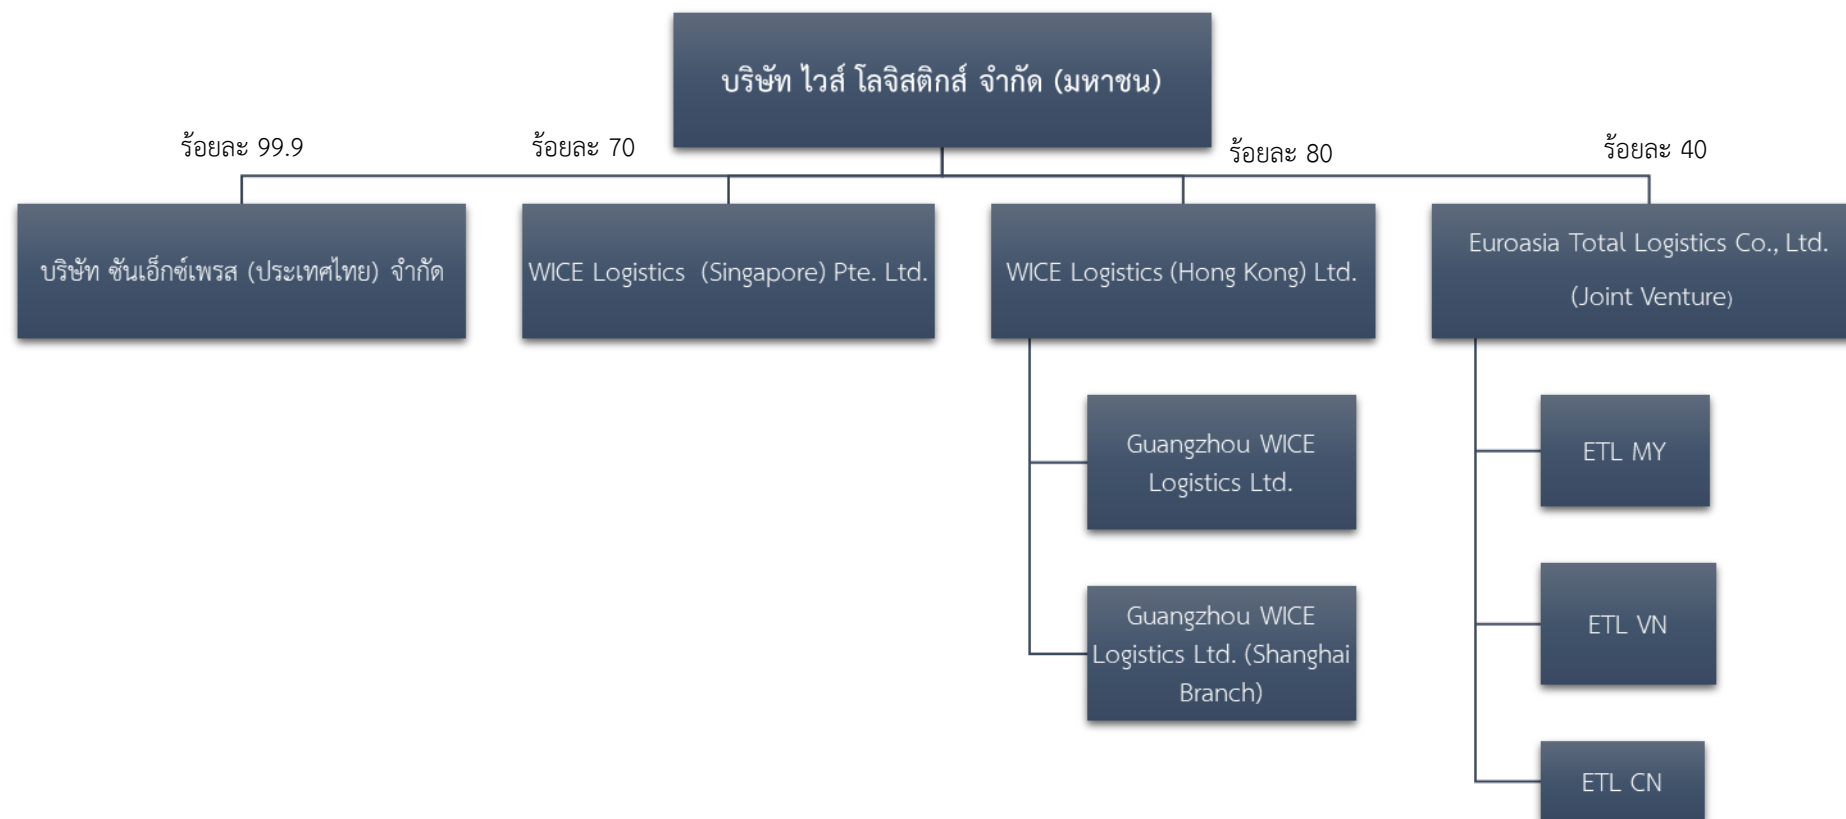 บริษัท ไวส์ โลจิสติกส์ จำกัด (มหาชน)
ร้อยละ 99.9
ร้อยละ 70
ร้อยละ 80
ร้อยละ 40
บริษัท ซันเอ็กซ์เพรส (ประเทศไทย) จำกัด
WICE Logistics (Singapore) Pte. Ltd.
WICE Logistics (Hong Kong) Ltd.
Euroasia Total Logistics Co., Ltd.
(Joint Venture)
Guangzhou WICE
Logistics Ltd.
ETL MY
Guangzhou WICE
Logistics Ltd. (Shanghai
Branch)
ETL VN
ETL CN